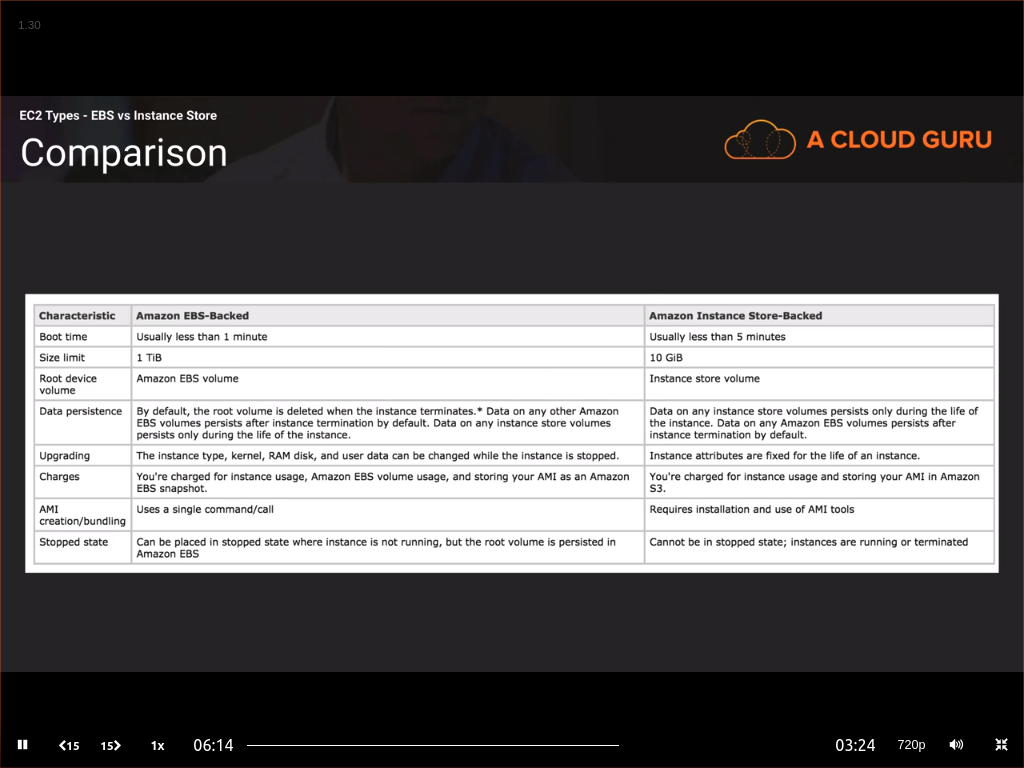 1.30
EC2 Types - EBS vs Instance Store
Comparison
A CLOUD GURU
Characteristic Amazon EBS-Backed Amazon Instance Store-Backed
Boot time Usually less than 1 minute Usually less than 5 minutes
Size limit 1 TiB 10 GiB
Root device
volume
Amazon EBS volume
Instance store volume
Data persistence
By default, the root volume is deleted when the instance terminates.* Data on any other Amazon
EBS volumes persists after instance termination by default. Data on any instance store volumes
persists only during the life of the instance.
Data on any instance store volumes persists only during the life of
the instance. Data on any Amazon EBS volumes persists after
instance termination by default.
Upgrading The instance type, kernel, RAM disk, and user data can be changed while the instance is stopped. Instance attributes are fixed for the life of an instance.
Charges
You're charged for instance usage, Amazon EBS volume usage, and storing your AMI as an Amazon
EBS snapshot.
You're charged for instance usage and storing your AMI in Amazon
S3.
AMI
creation/bundling
Uses a single command/call
Requires installation and use of AMI tools
Stopped state
Can be placed in stopped state where instance is not running, but the root volume is persisted in
Amazon EBS
Cannot be in stopped state; instances are running or terminated
15 15 1x 06:14 03:24 720p